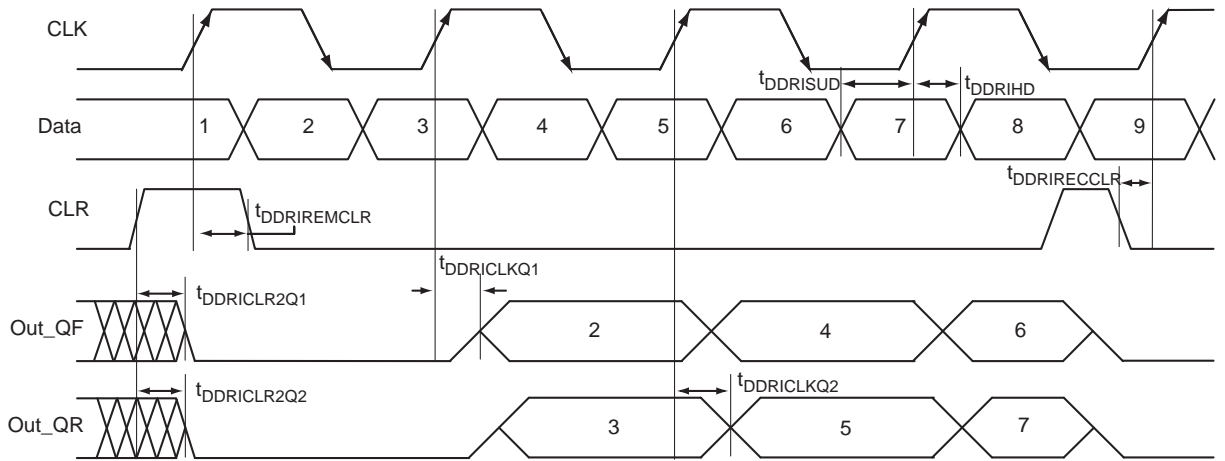 CLK
tDDRISUD tDDRIHD
Data 1 2 3 4 5 6 7 8 9
tDDRIRECCLR
CLR
tDDRIREMCLR
tDDRICLKQ1
tDDRICLR2Q1
Out_QF 2 4 6
tDDRICLR2Q2 tDDRICLKQ2
Out_QR 3 5 7